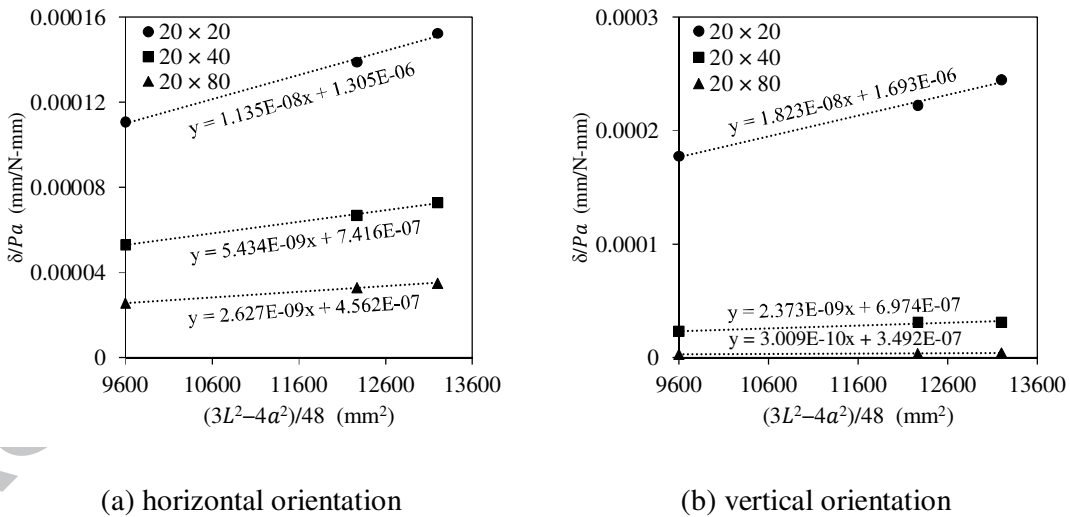 0.00016
0.00012
0.00008
0.00004
0
δ/Pa (mm/N-mm)
20 × 20
20 × 40
20 × 80
y = 1.135E-08x + 1.305E-06
y = 5.434E-09x + 7.416E-07
y = 2.627E-09x + 4.562E-07
9600 10600 11600 12600 13600
(3L²–4a²)/48 (mm²)
(a) horizontal orientation
0.0003
0.0002
0.0001
0
δ/Pa (mm/N-mm)
20 × 20
20 × 40
20 × 80
y = 1.823E-08x + 1.693E-06
y = 2.373E-09x + 6.974E-07
y = 3.009E-10x + 3.492E-07
9600 10600 11600 12600 13600
(3L²–4a²)/48 (mm²)
(b) vertical orientation